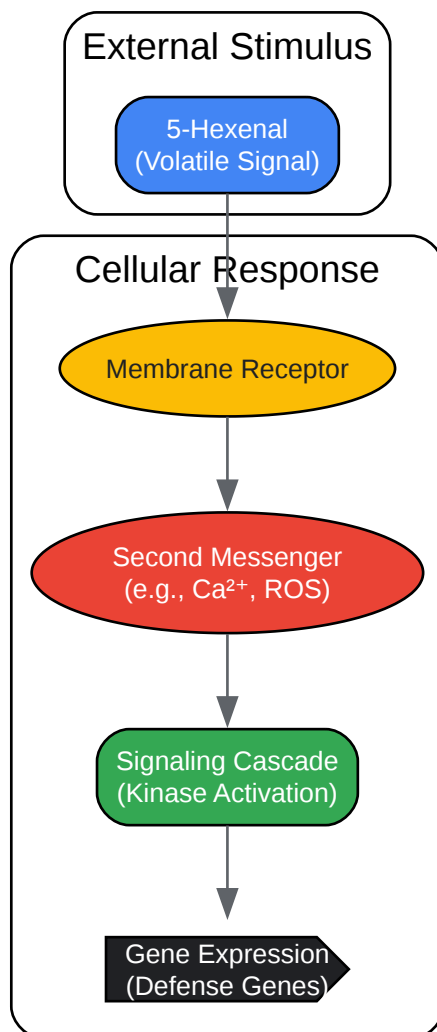 External Stimulus
5-Hexenal
(Volatile Signal)
Cellular Response
Membrane Receptor
Second Messenger
(e.g., Ca²⁺, ROS)
Signaling Cascade
(Kinase Activation)
Gene Expression
(Defense Genes)